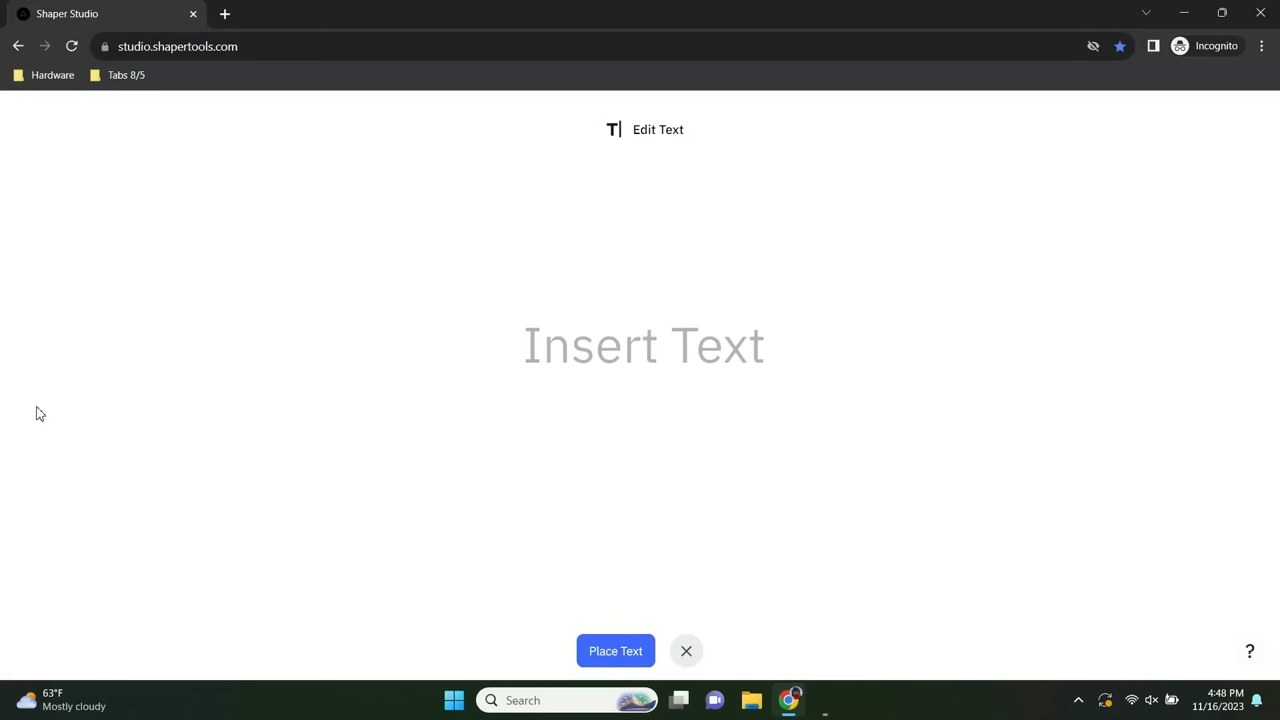 Shaper Studio
studio.shapertools.com
Incognito
Hardware
Tabs 8/5
T| Edit Text
Insert Text
Place Text
?
63°F
Mostly cloudy
Search
4:48 PM
11/16/2023